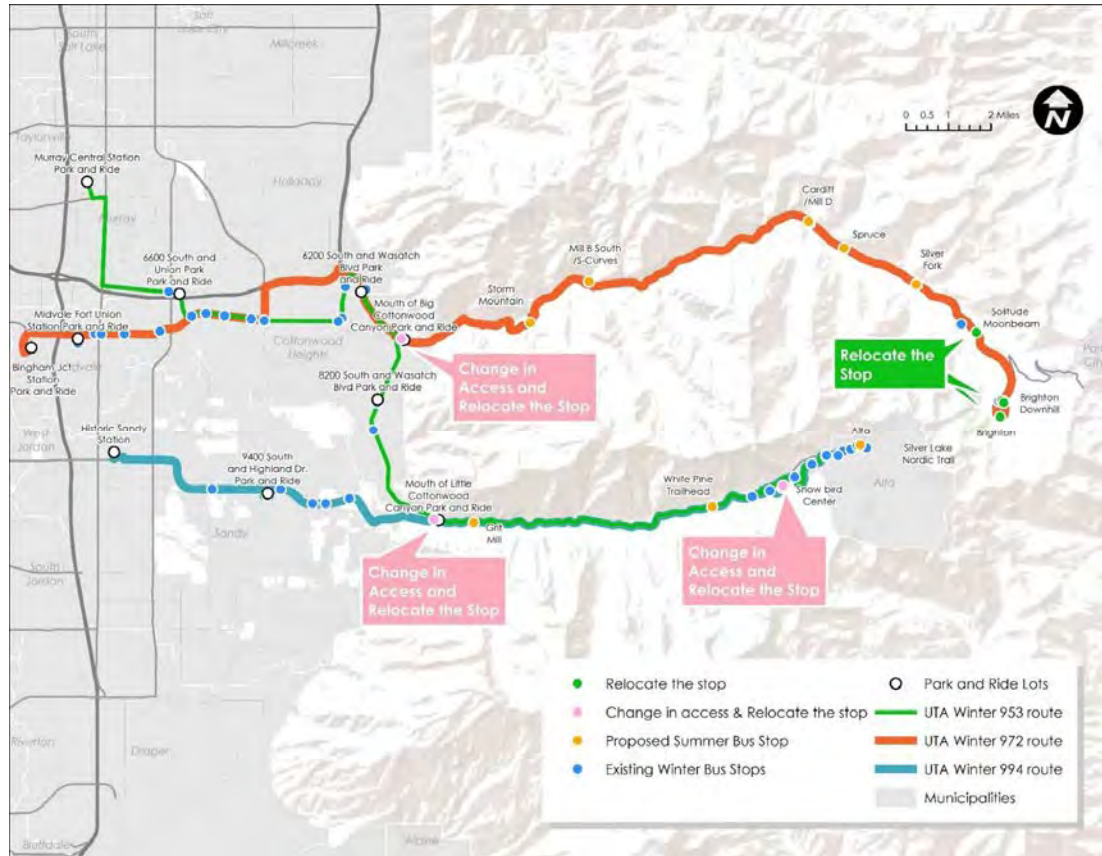 South
Salt Lake
Salt
Millcreek
0 0.5 1 2 Miles
N
Taylorsville
Murray Central Station
Park and Ride
Holladay
Murray
Cardiff
/Mill D
Spruce
6600 South and
Union Park
Park and Ride
6200 South and Wasatch
Blvd Park
and Ride
Mill B South
/S-Curves
Silver
Fork
Storm
Mountain
Mouth of Big
Cottonwood
Canyon Park and Ride
Solitude
Moonbeam
Midvale Fort Union
Station Park and Ride
Cottonwood
Heights
Relocate the
Stop
Change in
Access and
Relocate the Stop
Bingham Jct
Station
Park and Ride
8200 South and Wasatch
Blvd Park and Ride
Brighton
Downhill
Brighton
West
Jordan
Historic Sandy
Station
Alta
Silver Lake
Nordic Trail
9400 South
and Highland Dr.
Park and Ride
Mouth of Little
Cottonwood
Canyon Park and Ride
White Pine
Trailhead
Snow bird
Center
Alta
Sandy
Grit
Mill
South
Jordan
Change in
Access and
Relocate the Stop
Change in
Access and
Relocate the Stop
Relocate the stop
Change in access & Relocate the stop
Proposed Summer Bus Stop
Existing Winter Bus Stops
Park and Ride Lots
UTA Winter 953 route
UTA Winter 972 route
UTA Winter 994 route
Municipalities
Riverton
Draper
Bluffdale
Alpine